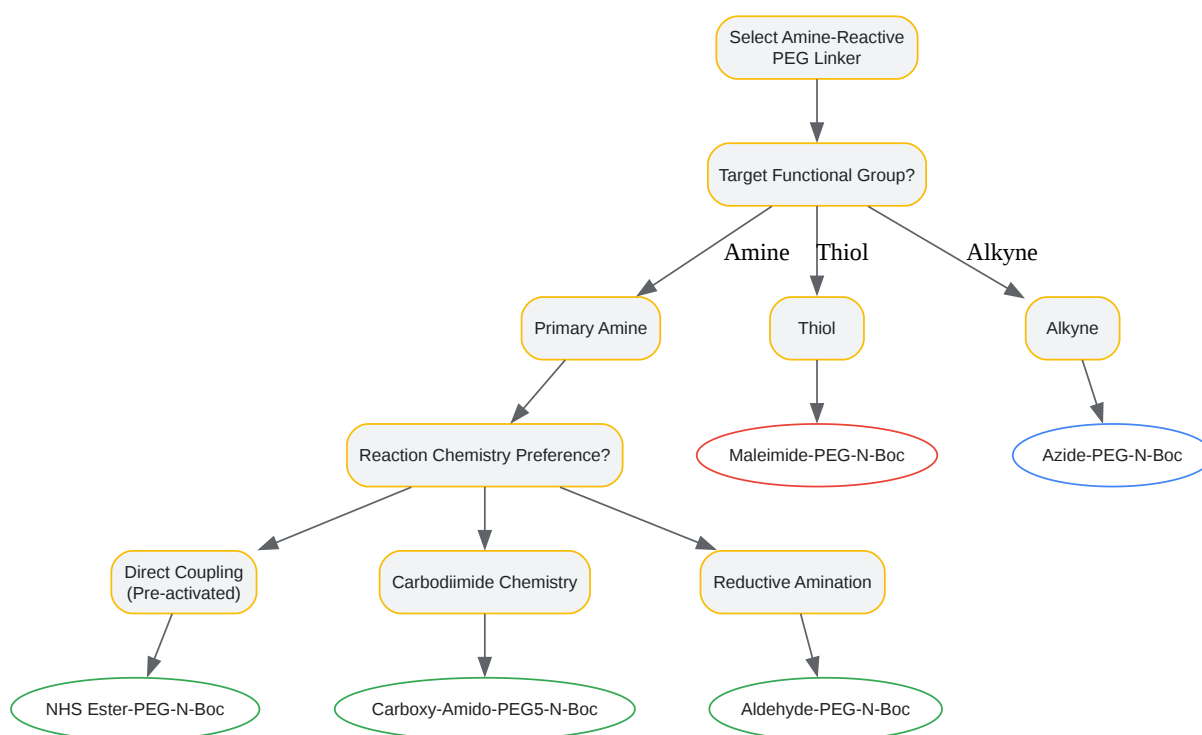 Select Amine-Reactive
PEG Linker
Target Functional Group?
Amine
Thiol
Alkyne
Primary Amine
Thiol
Alkyne
Reaction Chemistry Preference?
Maleimide-PEG-N-Boc
Azide-PEG-N-Boc
Direct Coupling
(Pre-activated)
Carbodiimide Chemistry
Reductive Amination
NHS Ester-PEG-N-Boc
Carboxy-Amido-PEG5-N-Boc
Aldehyde-PEG-N-Boc